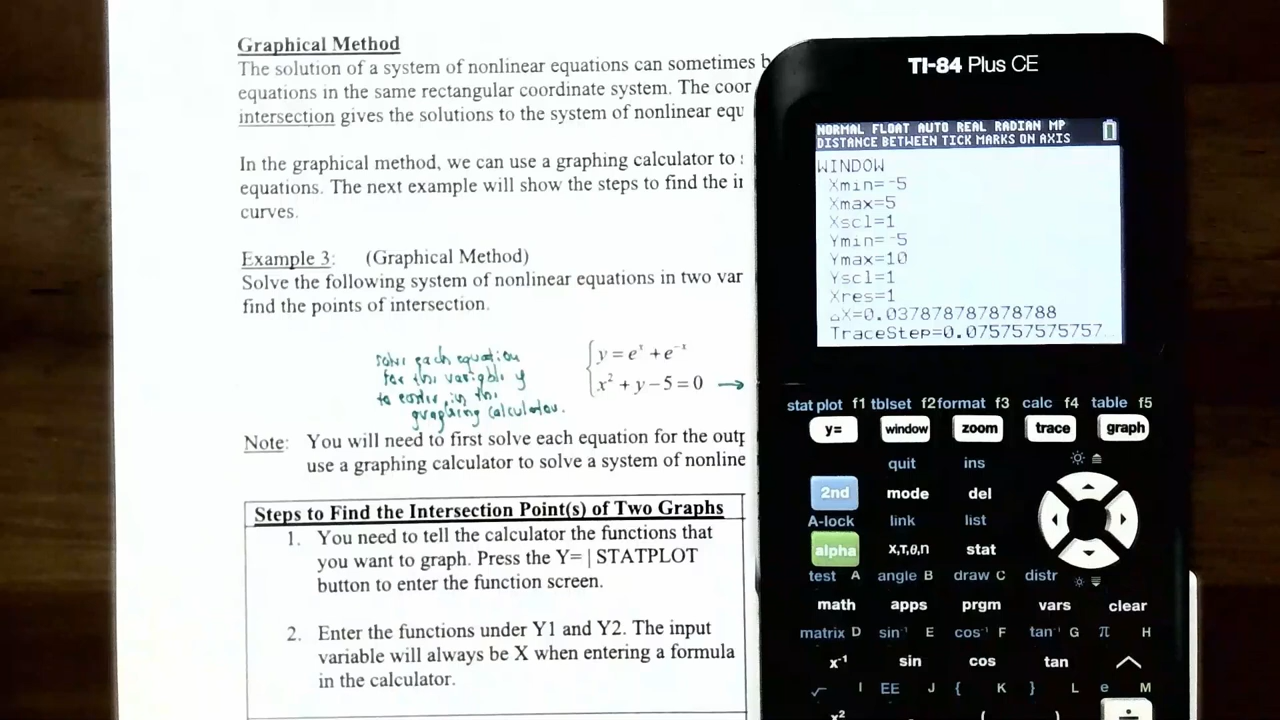 Graphical Method
The solution of a system of nonlinear equations can sometimes b
equations in the same rectangular coordinate system. The coor
intersection gives the solutions to the system of nonlinear equ
In the graphical method, we can use a graphing calculator to
equations. The next example will show the steps to find the
curves.
Example 3: (Graphical Method)
Solve the following system of nonlinear equations in two var
find the points of intersection.
solve each equation
for the variable y
to enter in the
graphing calculator.
y = eˣ + e⁻ˣ
x² + y − 5 = 0 →
Note: You will need to first solve each equation for the outp
use a graphing calculator to solve a system of nonline
Steps to Find the Intersection Point(s) of Two Graphs
1. You need to tell the calculator the functions that
you want to graph. Press the Y= | STATPLOT
button to enter the function screen.
2. Enter the functions under Y1 and Y2. The input
variable will always be X when entering a formula
in the calculator.
TI-84 Plus CE
NORMAL FLOAT AUTO REAL RADIAN MP
DISTANCE BETWEEN TICK MARKS ON AXIS
WINDOW
Xmin=-5
Xmax=5
Xscl=1
Ymin=-5
Ymax=10
Yscl=1
Xres=1
△X=0.037878787878788
TraceStep=0.075757575757...
stat plot f1 tblset f2 format f3 calc f4 table f5
y= window zoom trace graph
quit ins
2nd mode del
A-lock link list
alpha X,T,θ,n stat
test A angle B draw C distr
math apps prgm vars clear
matrix D sin⁻¹ E cos⁻¹ F tan⁻¹ G π H
x⁻¹ sin cos tan ^
√ I EE J { K } L e M
x² , ( ) ÷